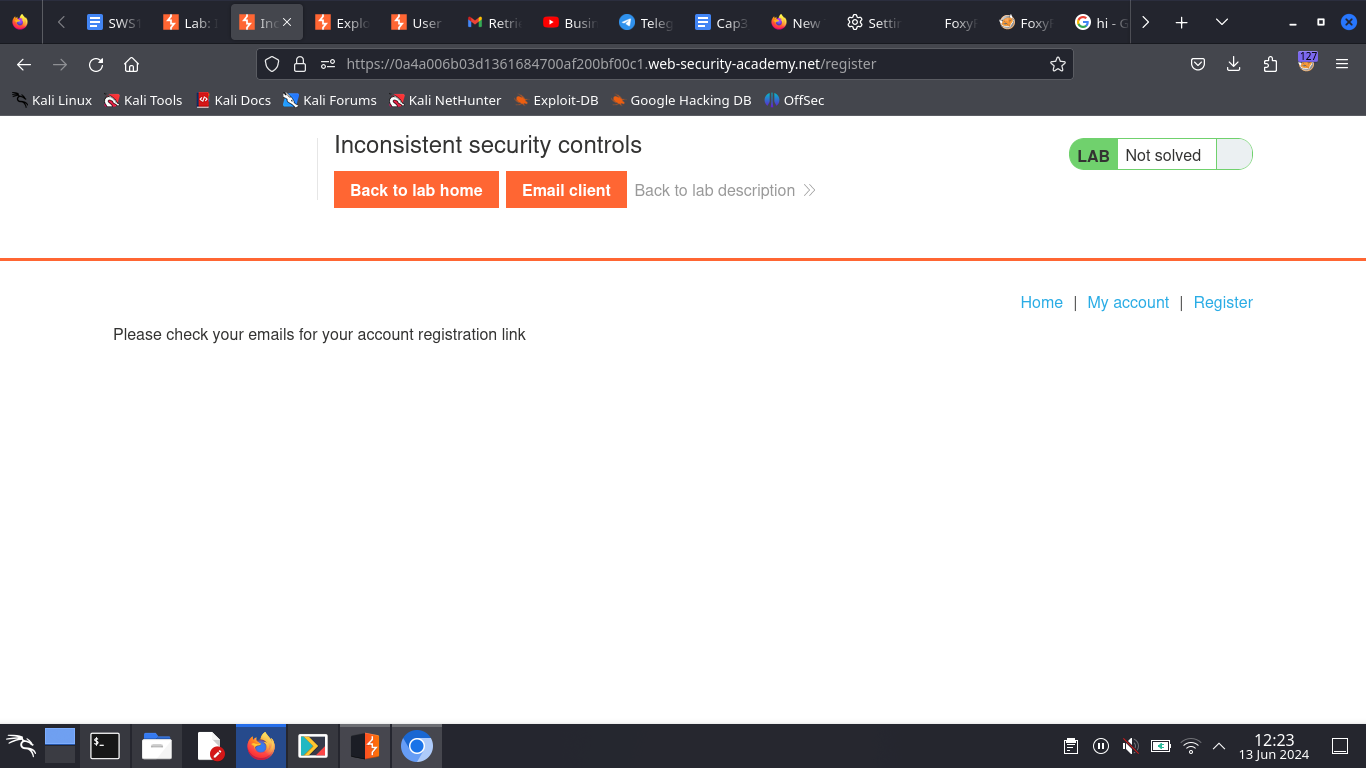 SWS1 Lab: Inc Explo User Retri Busin Teleg Cap3 New Settin FoxyP FoxyP hi - G
127
https://0a4a006b03d1361684700af200bf00c1.web-security-academy.net/register
Kali Linux Kali Tools Kali Docs Kali Forums Kali NetHunter Exploit-DB Google Hacking DB OffSec
Inconsistent security controls
LAB Not solved
Back to lab home Email client Back to lab description
Home | My account | Register
Please check your emails for your account registration link
12:23
13 Jun 2024